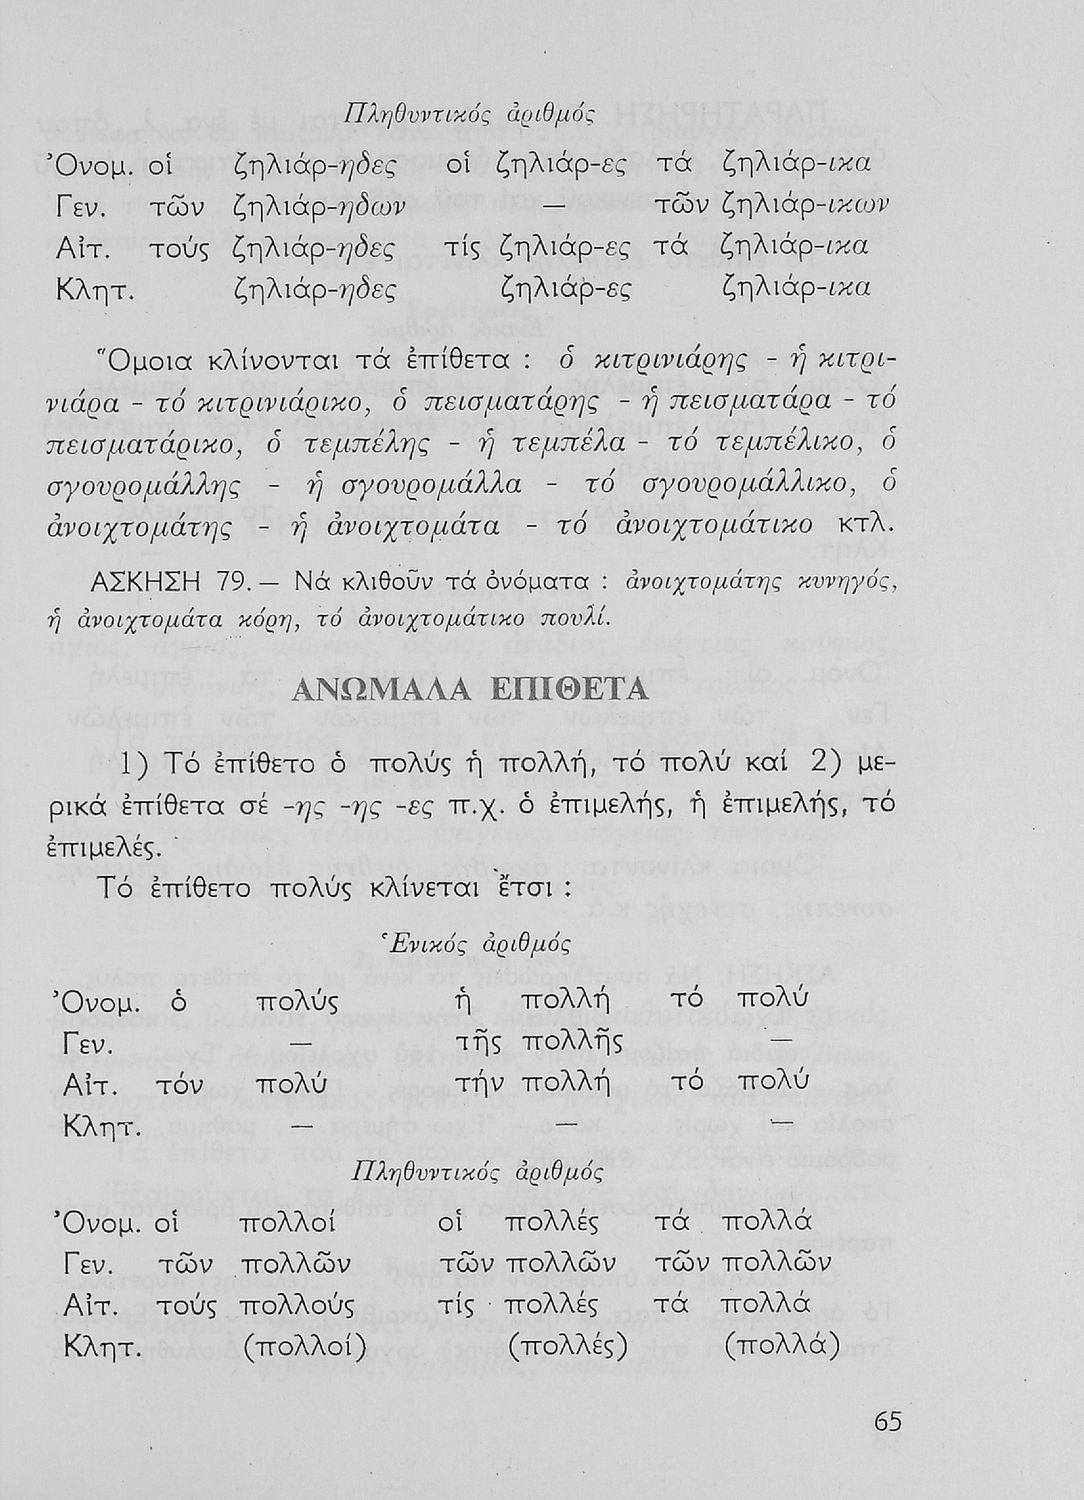 Πληθυντικός ἀριθμός
Ὀνομ. οἱ ζηλιάρ-ηδες οἱ ζηλιάρ-ες τά ζηλιάρ-ικα
Γεν. τῶν ζηλιάρ-ηδων — τῶν ζηλιάρ-ικων
Αἰτ. τούς ζηλιάρ-ηδες τίς ζηλιάρ-ες τά ζηλιάρ-ικα
Κλητ. ζηλιάρ-ηδες ζηλιάρ-ες ζηλιάρ-ικα
Ὅμοια κλίνονται τά ἐπίθετα : ὁ κιτρινιάρης - ἡ κιτρι-
νιάρα - τό κιτρινιάρικο, ὁ πεισματάρης - ἡ πεισματάρα - τό
πεισματάρικο, ὁ τεμπέλης - ἡ τεμπέλα - τό τεμπέλικο, ὁ
σγουρομάλλης - ἡ σγουρομάλλα - τό σγουρομάλλικο, ὁ
ἀνοιχτομάτης - ἡ ἀνοιχτομάτα - τό ἀνοιχτομάτικο κτλ.
ΑΣΚΗΣΗ 79. — Νά κλιθοῦν τά ὀνόματα : ἀνοιχτομάτης κυνηγός,
ἡ ἀνοιχτομάτα κόρη, τό ἀνοιχτομάτικο πουλί.
ΑΝΩΜΑΛΑ ΕΠΙΘΕΤΑ
1) Τό ἐπίθετο ὁ πολύς ἡ πολλή, τό πολύ καί 2) με-
ρικά ἐπίθετα σέ -ης -ης -ες π.χ. ὁ ἐπιμελής, ἡ ἐπιμελής, τό
ἐπιμελές.
Τό ἐπίθετο πολύς κλίνεται ἔτσι :
Ἑνικός ἀριθμός
Ὀνομ. ὁ πολύς ἡ πολλή τό πολύ
Γεν. — τῆς πολλῆς —
Αἰτ. τόν πολύ τήν πολλή τό πολύ
Κλητ. — — —
Πληθυντικός ἀριθμός
Ὀνομ. οἱ πολλοί οἱ πολλές τά πολλά
Γεν. τῶν πολλῶν τῶν πολλῶν τῶν πολλῶν
Αἰτ. τούς πολλούς τίς πολλές τά πολλά
Κλητ. (πολλοί) (πολλές) (πολλά)
65